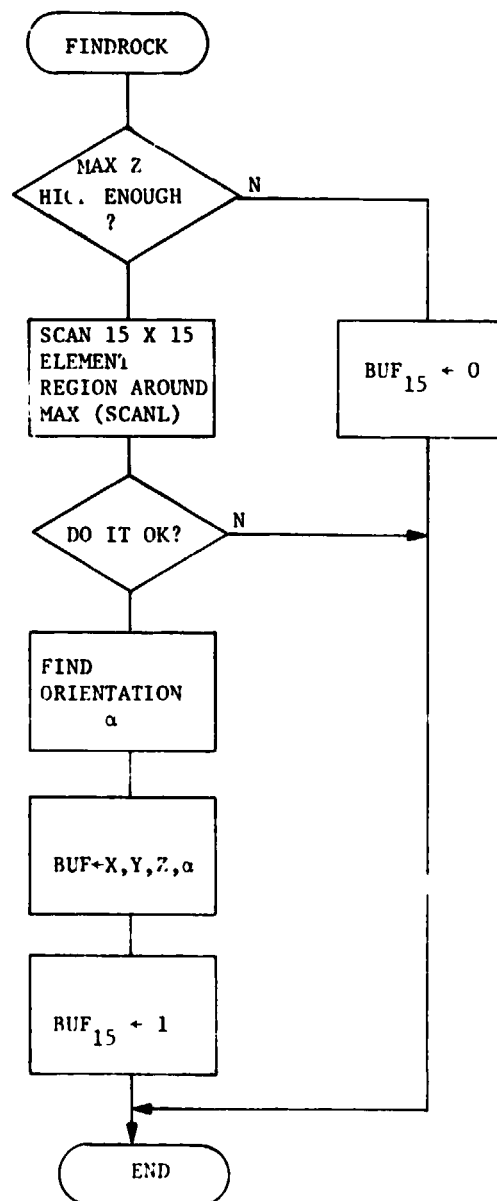 FINDROCK
MAX Z
ENOUGH
?
N
SCAN 15 X 15
ELEMENT
REGION AROUND
MAX (SCANL)
BUF15 ← 0
DO IT OK?
N
FIND
ORIENTATION
α
BUF←X,Y,Z,α
BUF15 ← 1
END